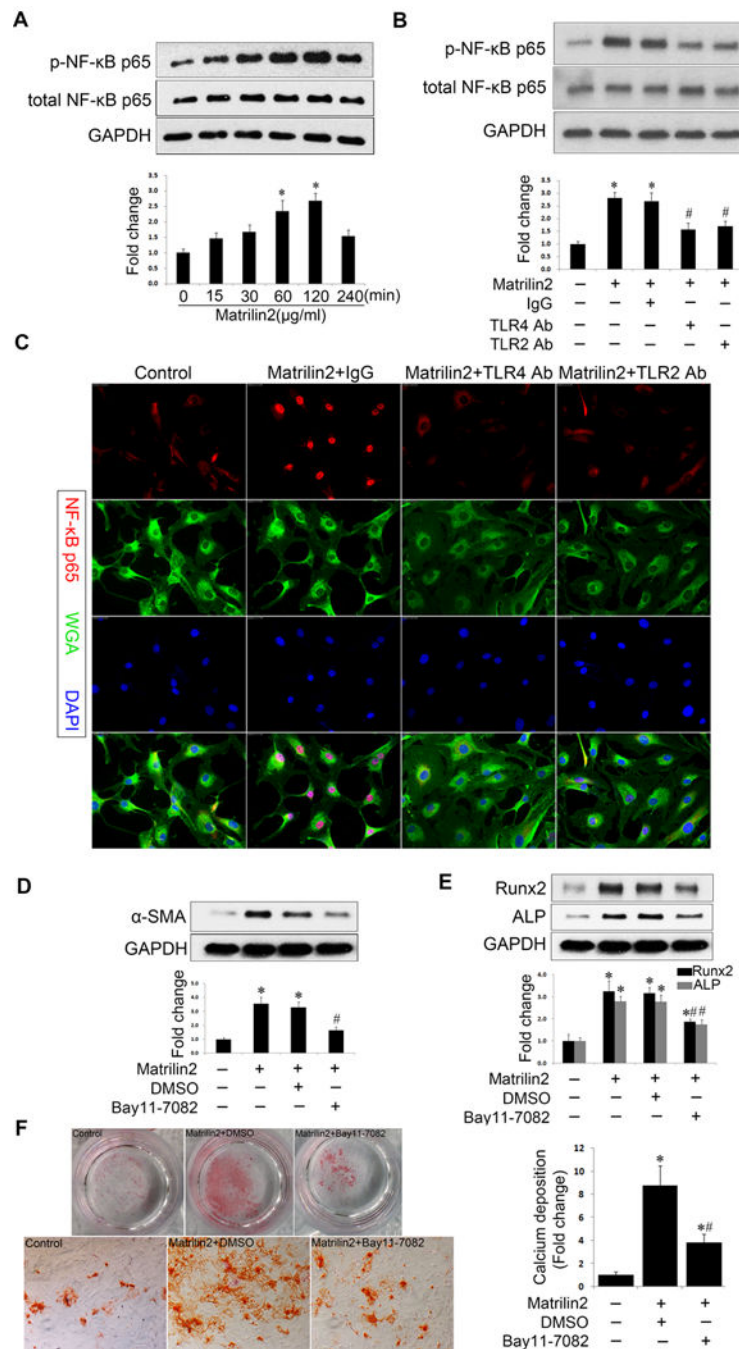 A
p-NF-κB p65
total NF-κB p65
GAPDH
Fold change
3.5
3.0
2.5
2.0
1.5
1.0
0.5
0.0
* *
0 15 30 60 120 240(min)
Matrilin2(μg/ml)
B
p-NF-κB p65
total NF-κB p65
GAPDH
Fold change
3.5
3.0
2.5
2.0
1.5
1.0
0.5
0.0
* * # #
Matrilin2 − + + + +
IgG +
TLR4 Ab +
TLR2 Ab +
C
Control Matrilin2+IgG Matrilin2+TLR4 Ab Matrilin2+TLR2 Ab
NF-κB p65
WGA
DAPI
D
α-SMA
GAPDH
Fold change
5.0
4.0
3.0
2.0
1.0
0.0
* * #
Matrilin2 − + + +
DMSO +
Bay11-7082 +
E
Runx2
ALP
GAPDH
Fold change
4.0
3.0
2.0
1.0
0.0
Runx2
ALP
* * * * *# #
Matrilin2 − + + +
DMSO +
Bay11-7082 +
F
Control Matrilin2+DMSO Matrilin2+Bay11-7082
Control Matrilin2+DMSO Matrilin2+Bay11-7082
Calcium deposition
(Fold change)
12
10
8
6
4
2
0
* *#
Matrilin2 − + +
DMSO +
Bay11-7082 +